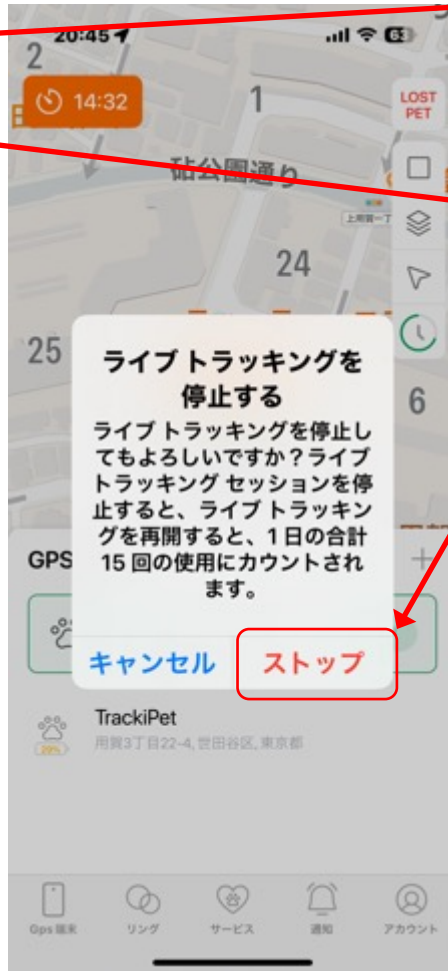 20:45
63
2
14:32
1
LOST
PET
砧公園通り
24
25
6
ライブ トラッキングを
停止する
ライブ トラッキングを停止し
てもよろしいですか？ライブ
トラッキング セッションを停
止すると、ライブ トラッキン
グを再開すると、1 日の合計
15 回の使用にカウントされ
ます。
GPS
キャンセル
ストップ
TrackiPet
用賀3丁目22-4, 世田谷区, 東京都
29%
Gps 端末
リング
サービス
通知
アカウント